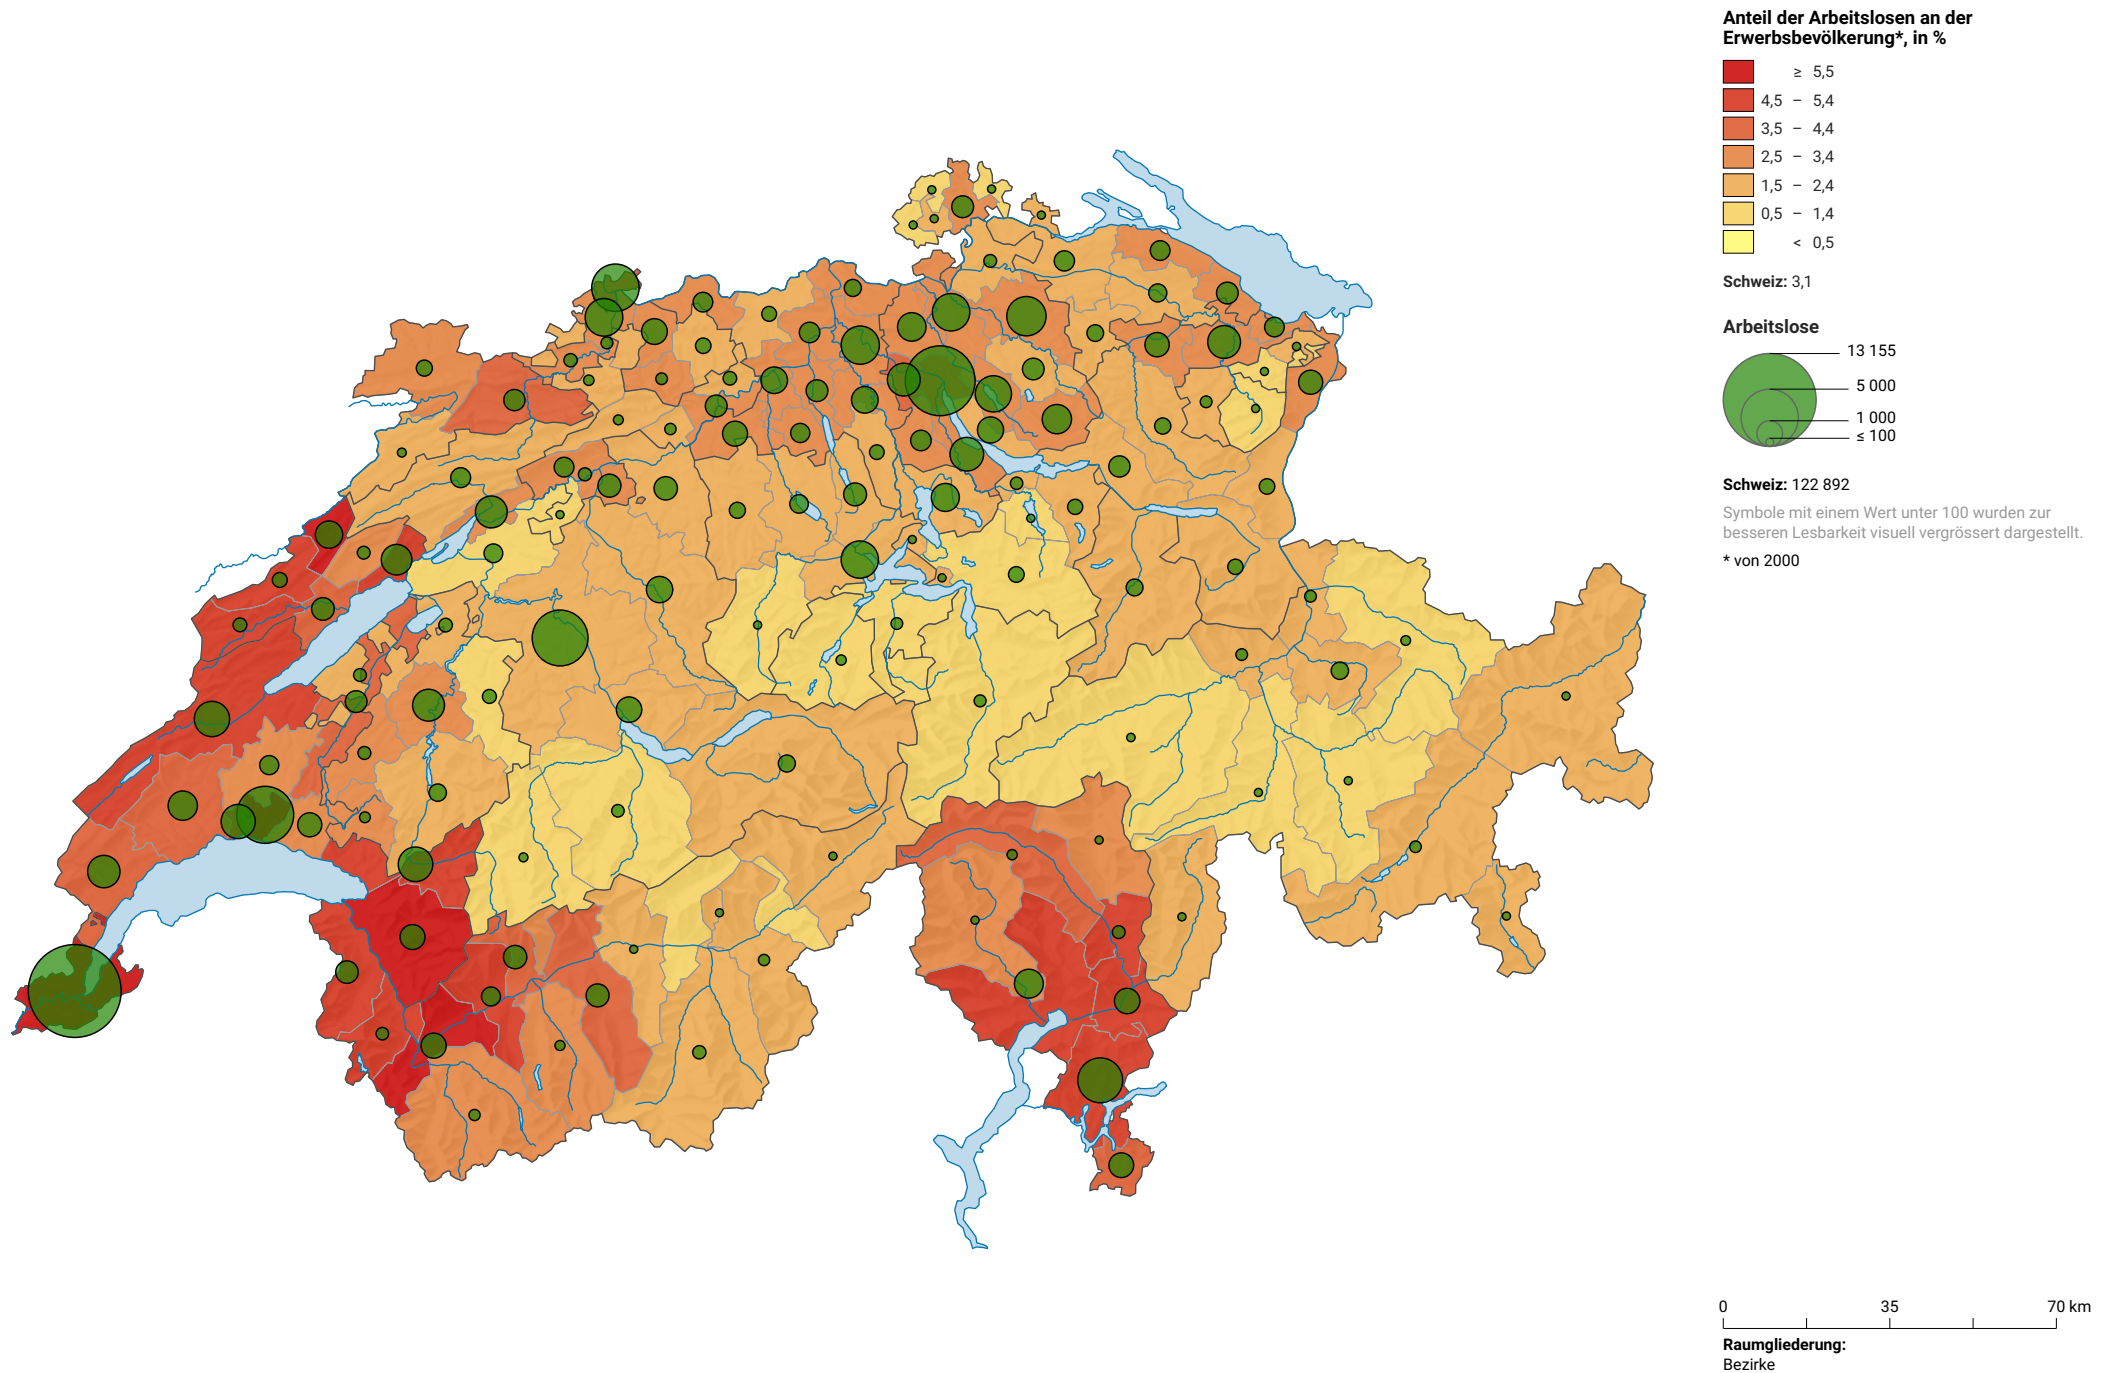 Anteil der Arbeitslosen an der
Erwerbsbevölkerung*, in %
≥ 5,5
4,5 – 5,4
3,5 – 4,4
2,5 – 3,4
1,5 – 2,4
0,5 – 1,4
< 0,5
Schweiz: 3,1
Arbeitslose
13 155
5 000
1 000
≤ 100
Schweiz: 122 892
Symbole mit einem Wert unter 100 wurden zur
besseren Lesbarkeit visuell vergrössert dargestellt.
* von 2000
0 35 70 km
Raumgliederung:
Bezirke